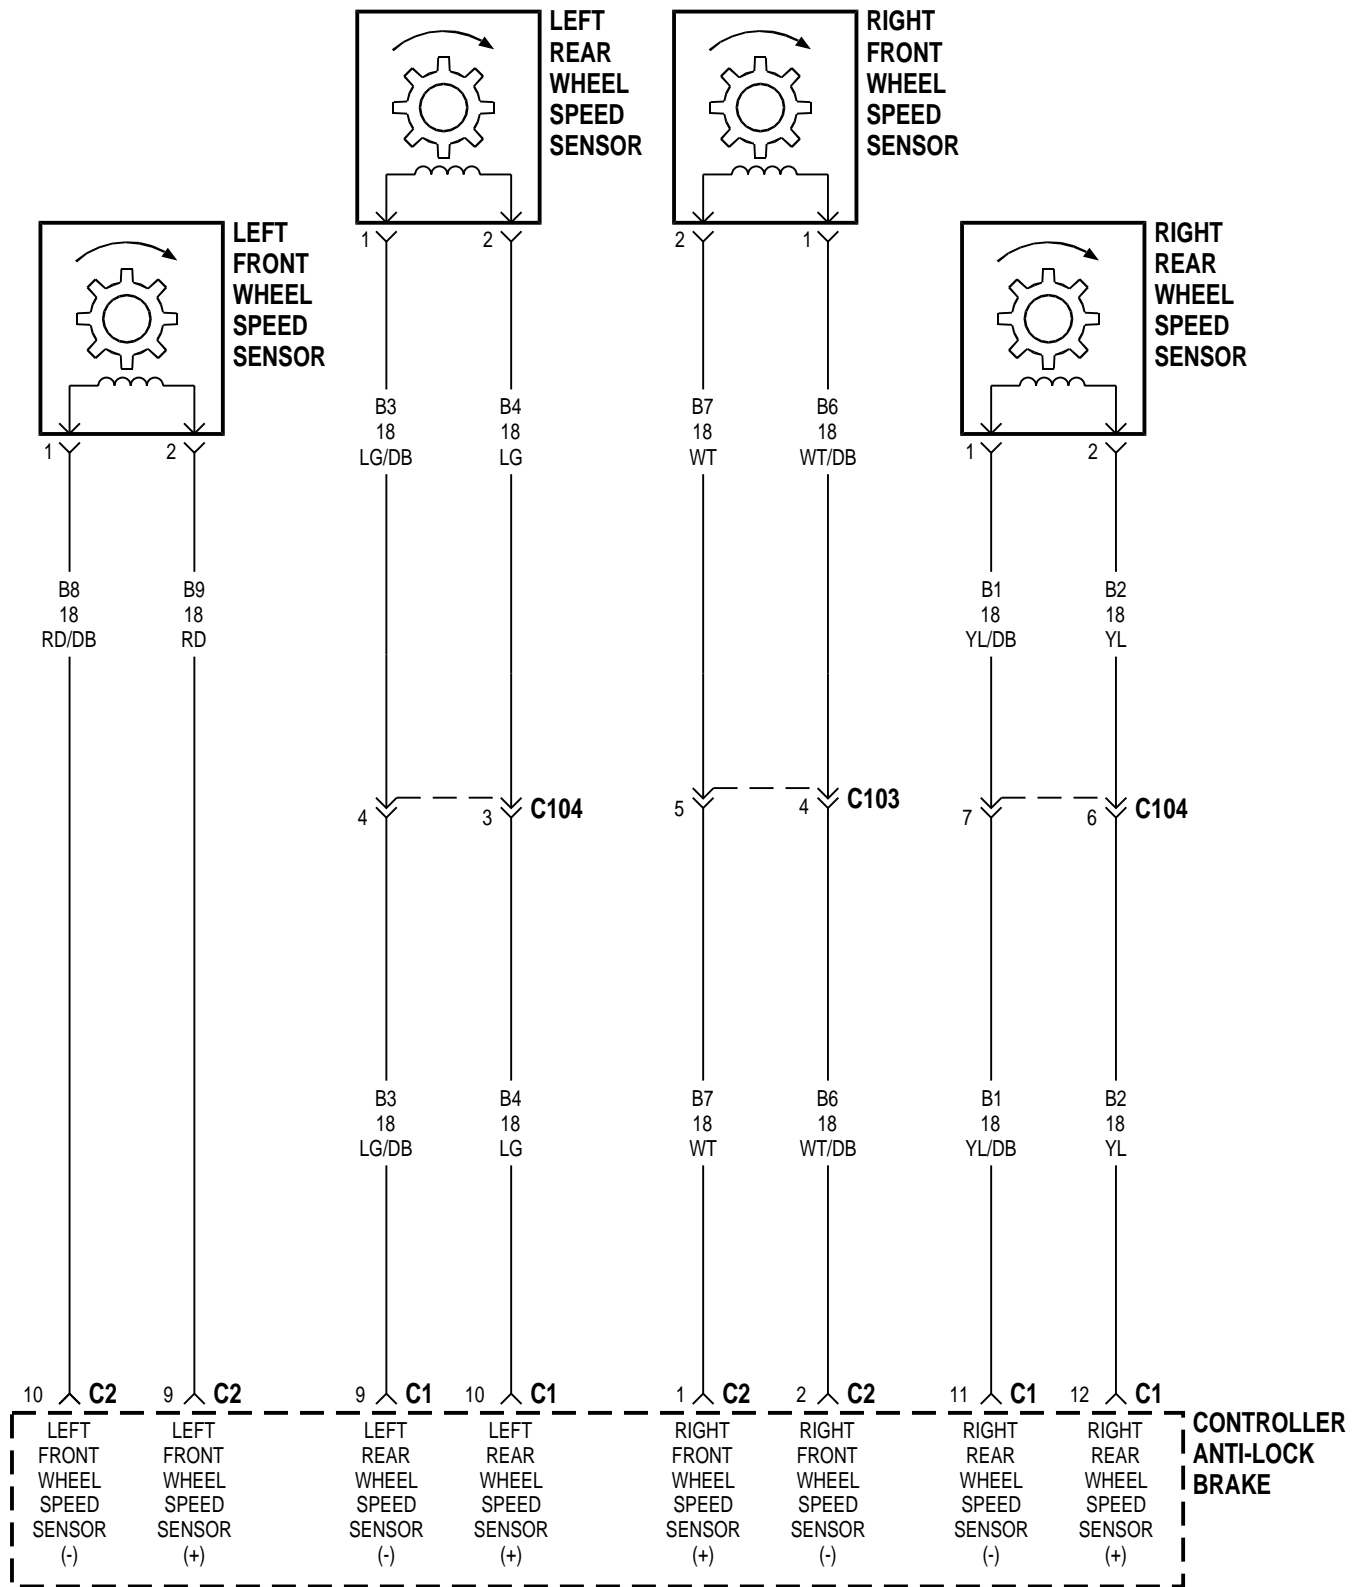 LEFT
REAR
WHEEL
SPEED
SENSOR
RIGHT
FRONT
WHEEL
SPEED
SENSOR
LEFT
FRONT
WHEEL
SPEED
SENSOR
RIGHT
REAR
WHEEL
SPEED
SENSOR
1 2 2 1
1 2 1 2
B3
18
LG/DB
B4
18
LG
B7
18
WT
B6
18
WT/DB
B8
18
RD/DB
B9
18
RD
B1
18
YL/DB
B2
18
YL
4 3 C104
5 4 C103
7 6 C104
B3
18
LG/DB
B4
18
LG
B7
18
WT
B6
18
WT/DB
B1
18
YL/DB
B2
18
YL
10 C2 9 C2 9 C1 10 C1 1 C2 2 C2 11 C1 12 C1
LEFT
FRONT
WHEEL
SPEED
SENSOR
(-)
LEFT
FRONT
WHEEL
SPEED
SENSOR
(+)
LEFT
REAR
WHEEL
SPEED
SENSOR
(-)
LEFT
REAR
WHEEL
SPEED
SENSOR
(+)
RIGHT
FRONT
WHEEL
SPEED
SENSOR
(+)
RIGHT
FRONT
WHEEL
SPEED
SENSOR
(-)
RIGHT
REAR
WHEEL
SPEED
SENSOR
(-)
RIGHT
REAR
WHEEL
SPEED
SENSOR
(+)
CONTROLLER
ANTI-LOCK
BRAKE